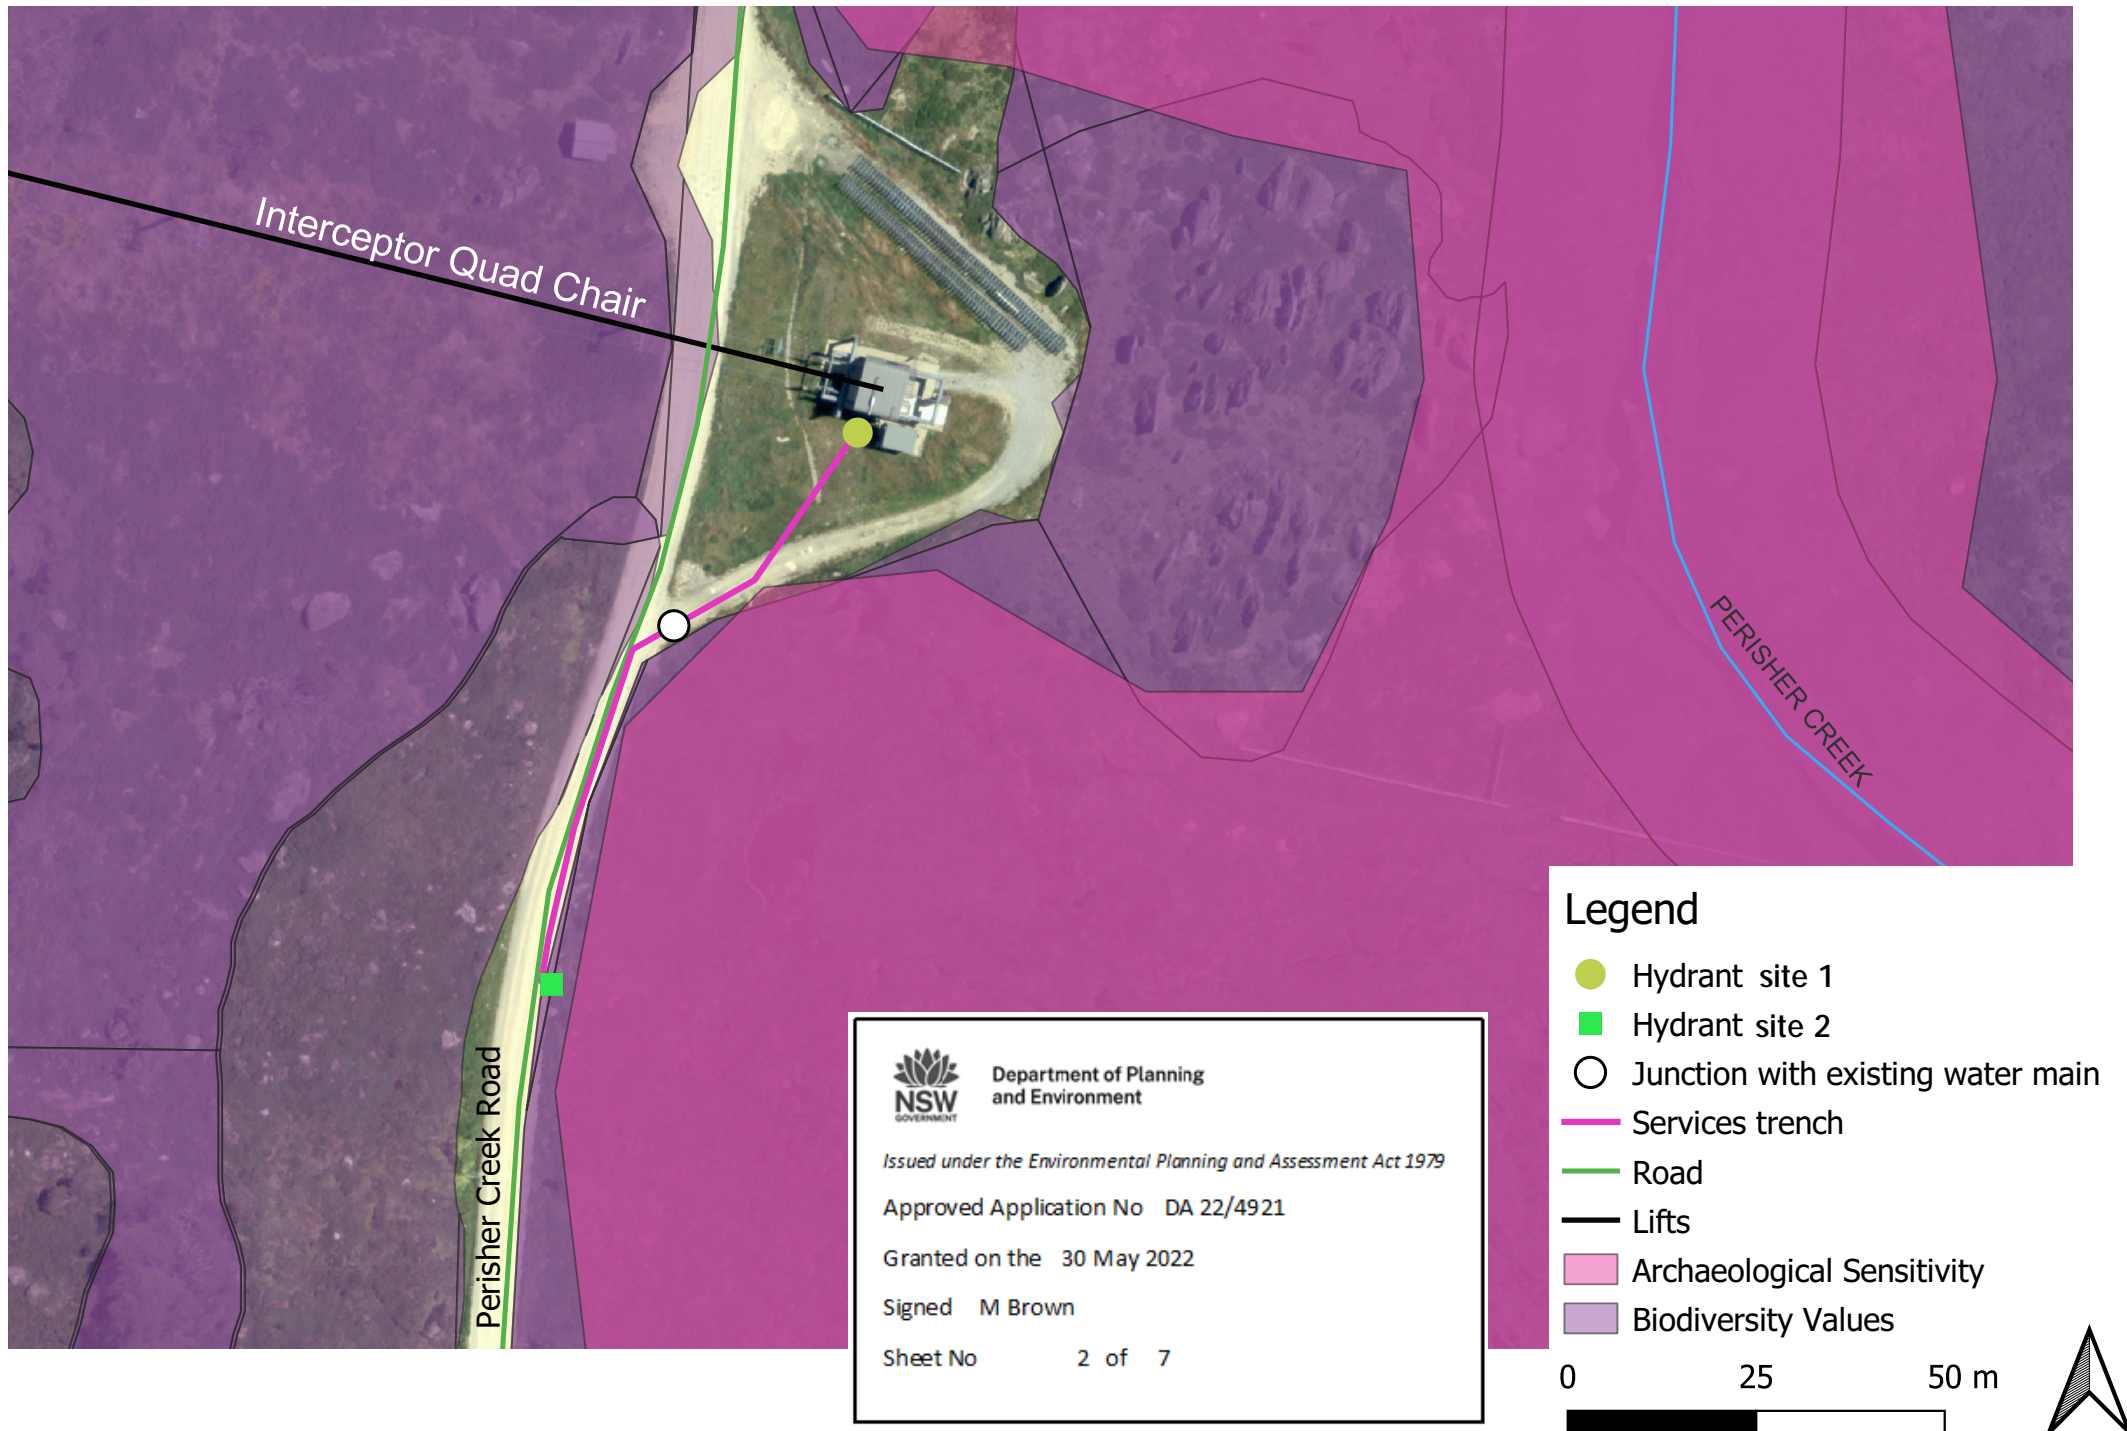 Interceptor Quad Chair
PERISHER CREEK
Perisher Creek Road
Legend
Hydrant site 1
Hydrant site 2
Junction with existing water main
Services trench
Road
Lifts
Archaeological Sensitivity
Biodiversity Values
0 25 50 m
NSW
GOVERNMENT
Department of Planning
and Environment
Issued under the Environmental Planning and Assessment Act 1979
Approved Application No DA 22/4921
Granted on the 30 May 2022
Signed M Brown
Sheet No 2 of 7